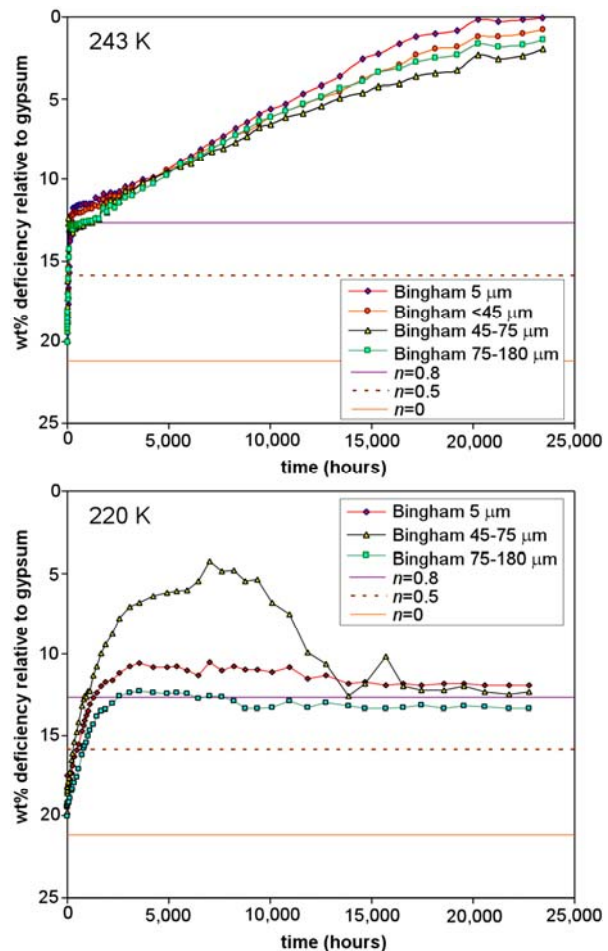 243 K
wt% deficiency relative to gypsum
0
5
10
15
20
25
Bingham 5 μm
Bingham <45 μm
Bingham 45-75 μm
Bingham 75-180 μm
n=0.8
n=0.5
n=0
0 5,000 10,000 15,000 20,000 25,000
time (hours)
220 K
wt% deficiency relative to gypsum
0
5
10
15
20
25
Bingham 5 μm
Bingham 45-75 μm
Bingham 75-180 μm
n=0.8
n=0.5
n=0
0 5,000 10,000 15,000 20,000 25,000
time (hours)